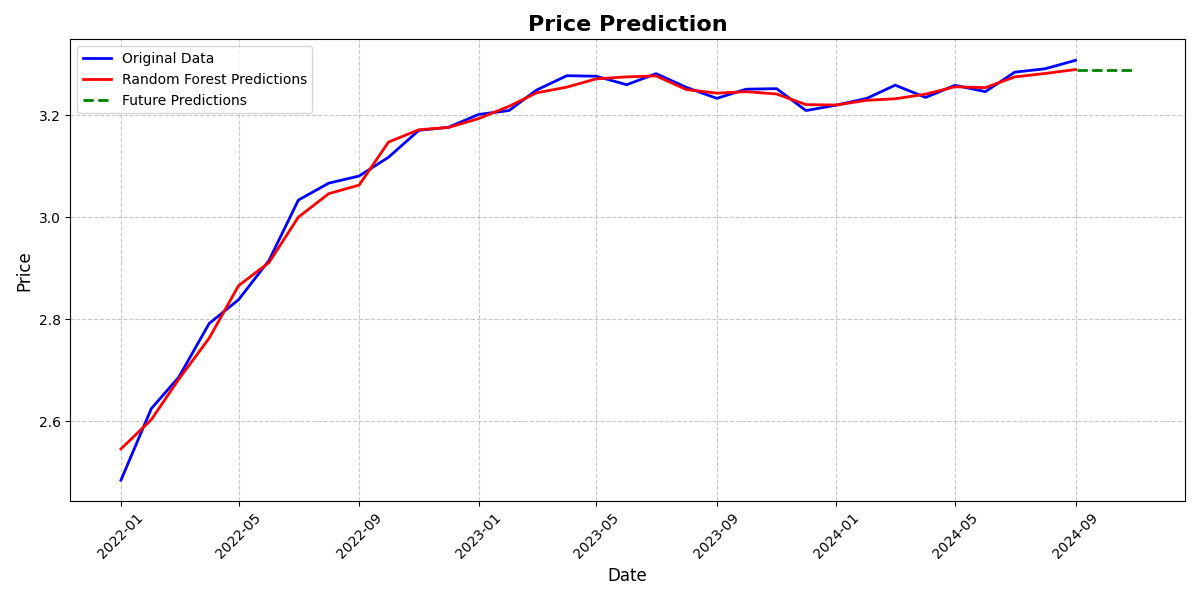 Price Prediction
Original Data
Random Forest Predictions
Future Predictions
Price
3.2
3.0
2.8
2.6
2022-01
2022-05
2022-09
2023-01
2023-05
2023-09
2024-01
2024-05
2024-09
Date